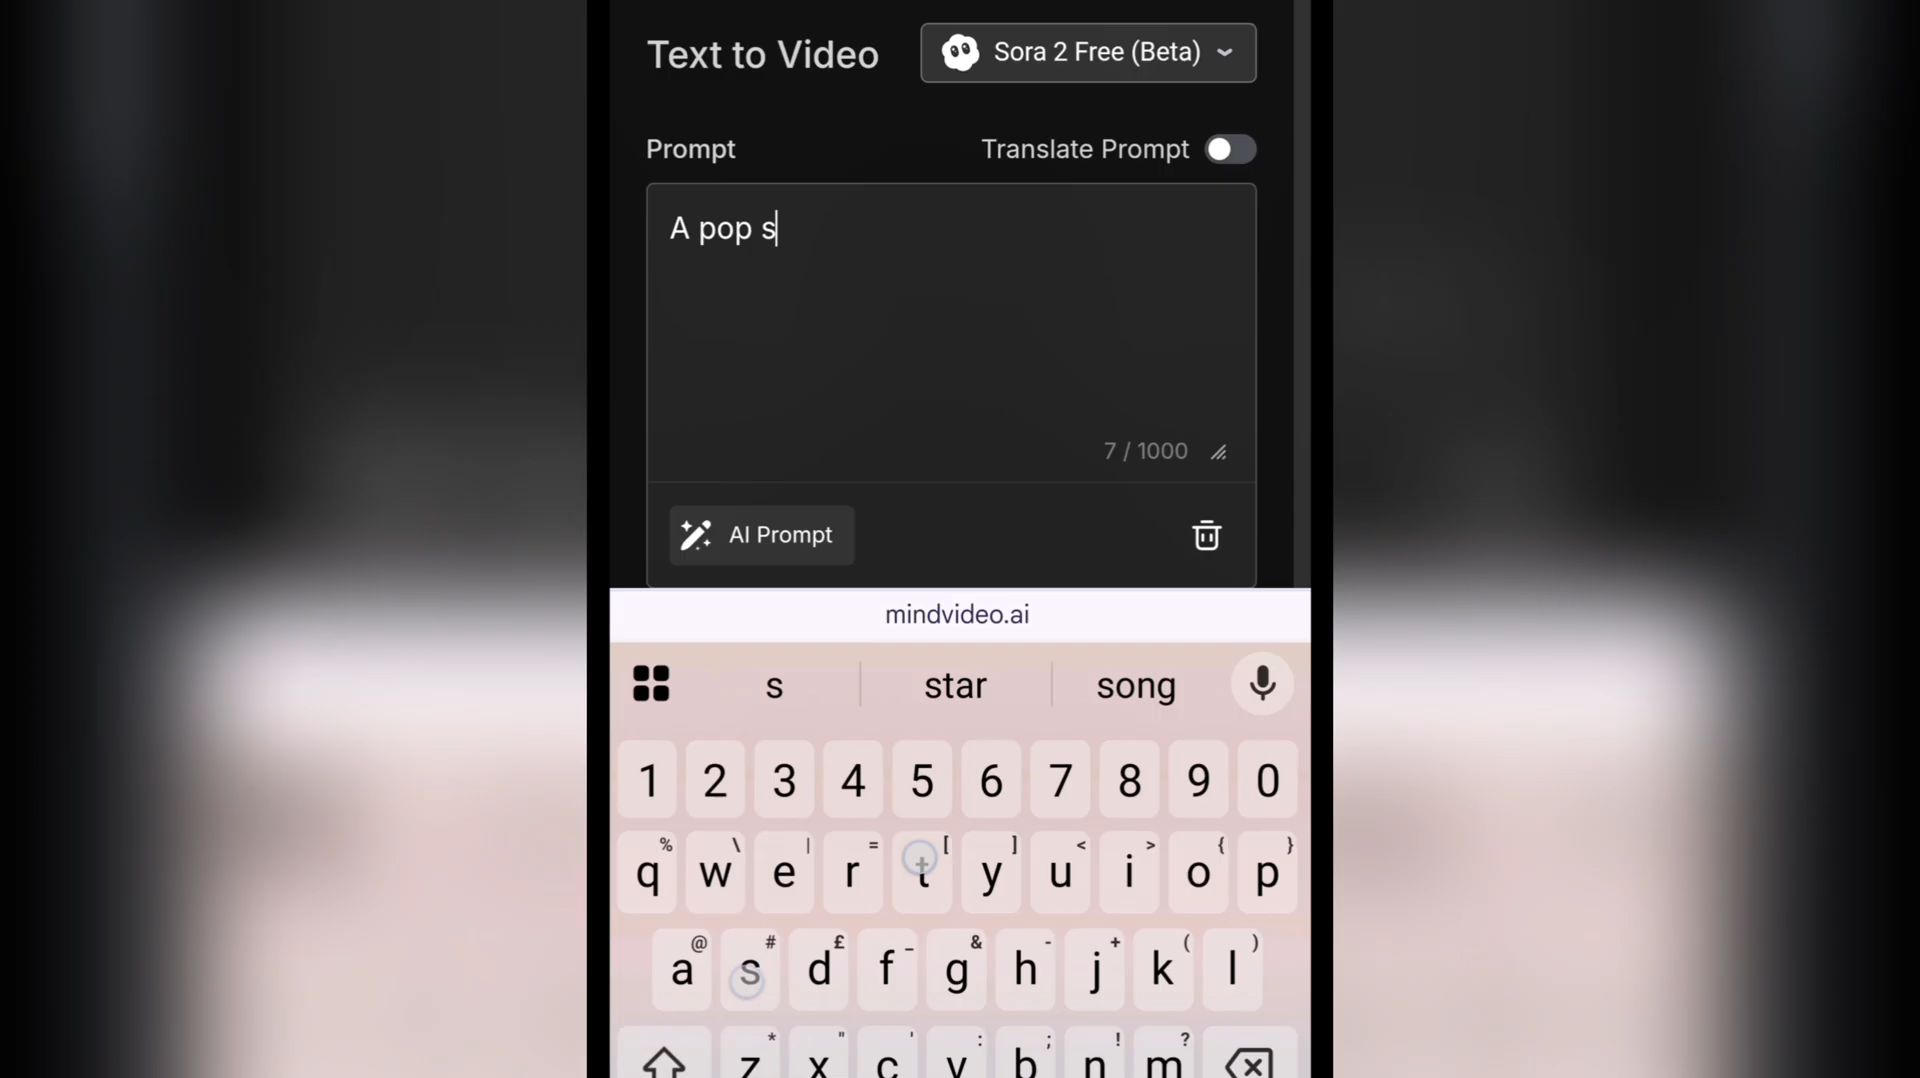 Text to Video
Sora 2 Free (Beta)
Prompt
Translate Prompt
A pop s
7 / 1000
AI Prompt
mindvideo.ai
s star song
1 2 3 4 5 6 7 8 9 0
% \ | = [ ] < > { }
q w e r t y u i o p
@ # £ _ & - + ( )
a s d f g h j k l
* " ' : ; ! ?
z x c v b n m